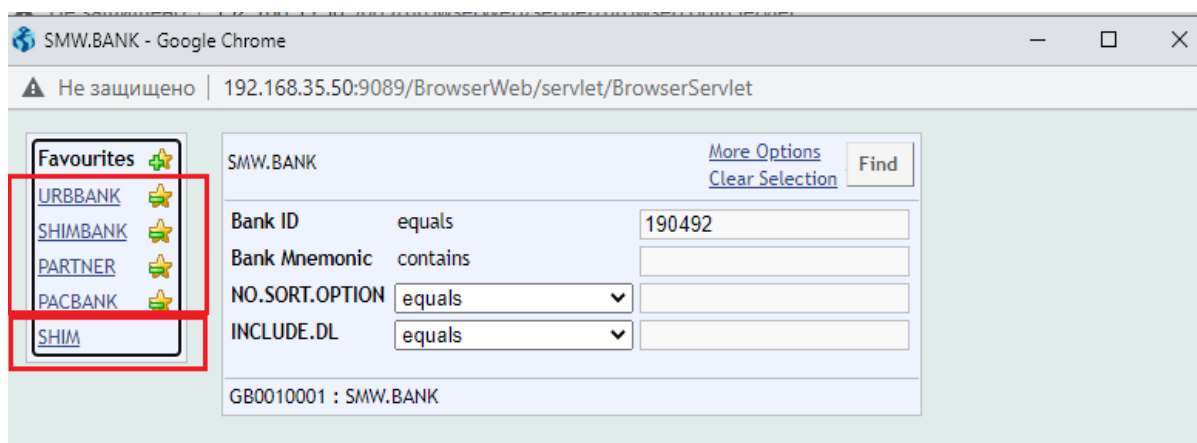 SMW.BANK - Google Chrome
Не защищено | 192.168.35.50:9089/BrowserWeb/servlet/BrowserServlet
Favourites
URBBANK
SHIMBANK
PARTNER
PACBANK
SHIM
SMW.BANK
More Options
Clear Selection
Find
Bank ID equals 190492
Bank Mnemonic contains
NO.SORT.OPTION equals
INCLUDE.DL equals
GB0010001 : SMW.BANK